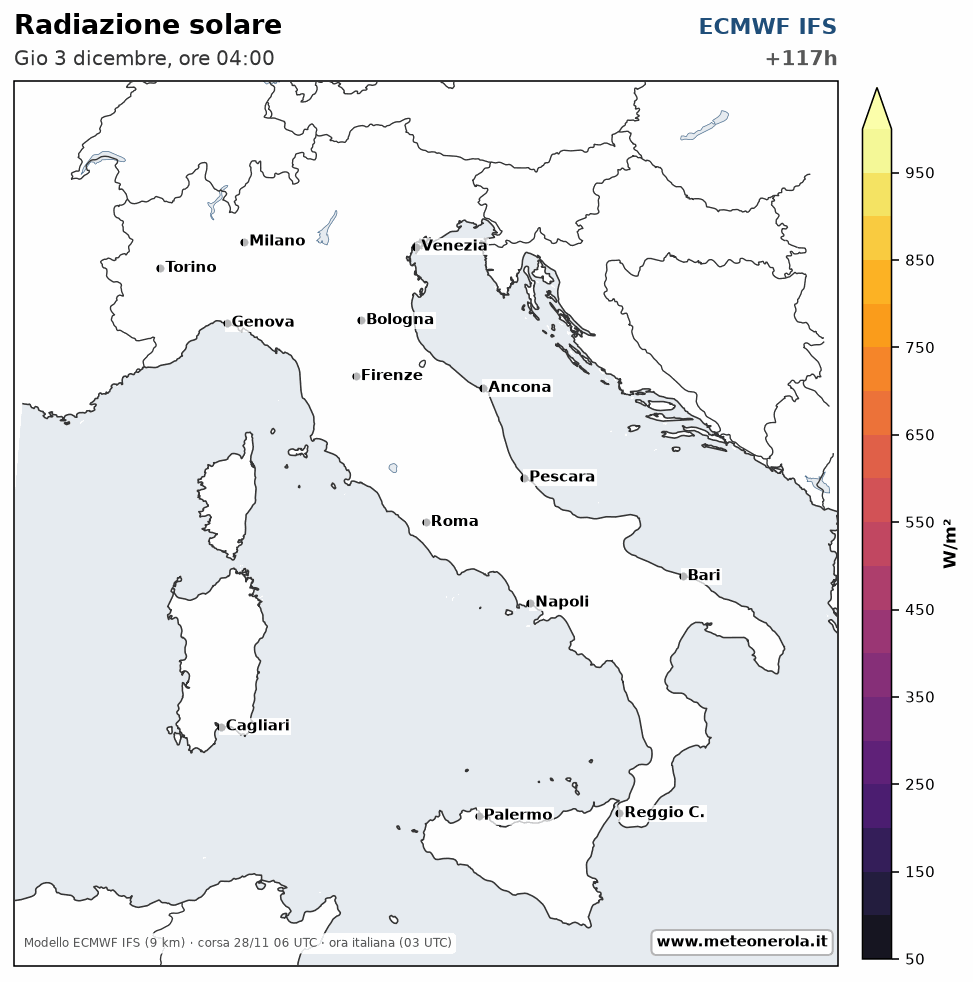 Radiazione solare
ECMWF IFS
Gio 3 dicembre, ore 04:00
+117h
Milano
Venezia
Torino
Genova
Bologna
Firenze
Ancona
Pescara
Roma
Bari
Napoli
Cagliari
Palermo
Reggio C.
950
850
750
650
550
450
350
250
150
50
W/m²
Modello ECMWF IFS (9 km) · corsa 28/11 06 UTC · ora italiana (03 UTC)
www.meteonerola.it